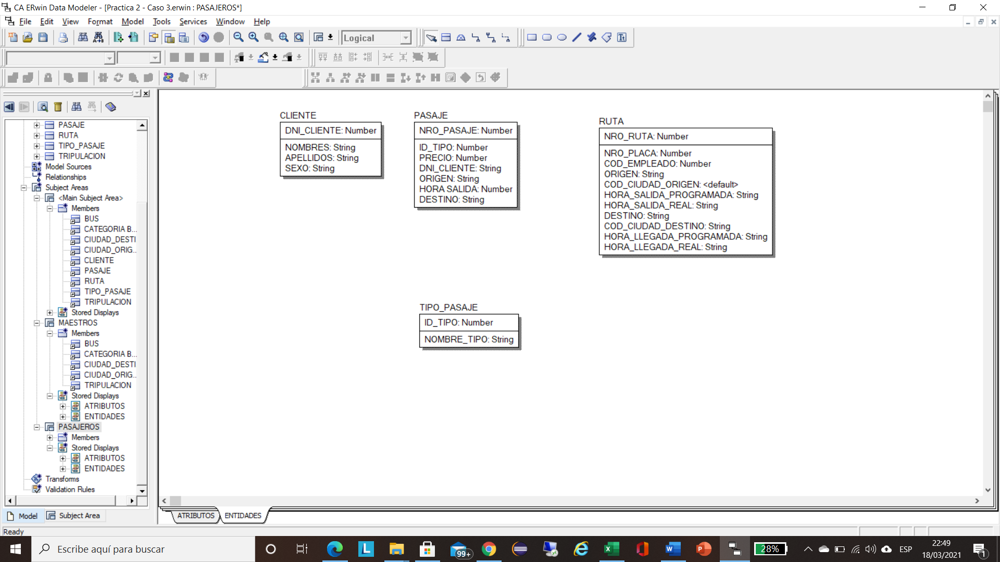 CA ERwin Data Modeler - [Practica 2 - Caso 3.erwin : PASAJEROS*]
File Edit View Format Model Tools Services Window Help
Logical
PASAJE
RUTA
TIPO_PASAJE
TRIPULACION
Model Sources
Relationships
Subject Areas
<Main Subject Area>
Members
BUS
CATEGORIA B...
CIUDAD_DESTI
CIUDAD_ORIG...
CLIENTE
PASAJE
RUTA
TIPO_PASAJE
TRIPULACION
Stored Displays
MAESTROS
Members
BUS
CATEGORIA B...
CIUDAD_DESTI
CIUDAD_ORIG...
TRIPULACION
Stored Displays
ATRIBUTOS
ENTIDADES
PASAJEROS
Members
Stored Displays
ATRIBUTOS
ENTIDADES
Transforms
Validation Rules
Model Subject Area
CLIENTE
DNI_CLIENTE: Number
NOMBRES: String
APELLIDOS: String
SEXO: String
PASAJE
NRO_PASAJE: Number
ID_TIPO: Number
PRECIO: Number
DNI_CLIENTE: String
ORIGEN: String
HORA SALIDA: Number
DESTINO: String
RUTA
NRO_RUTA: Number
NRO_PLACA: Number
COD_EMPLEADO: Number
ORIGEN: String
COD_CIUDAD_ORIGEN: <default>
HORA_SALIDA_PROGRAMADA: String
HORA_SALIDA_REAL: String
DESTINO: String
COD_CIUDAD_DESTINO: String
HORA_LLEGADA_PROGRAMADA: String
HORA_LLEGADA_REAL: String
TIPO_PASAJE
ID_TIPO: Number
NOMBRE_TIPO: String
ATRIBUTOS ENTIDADES
Ready
Escribe aquí para buscar
99+
28%
ESP
22:49
18/03/2021
1